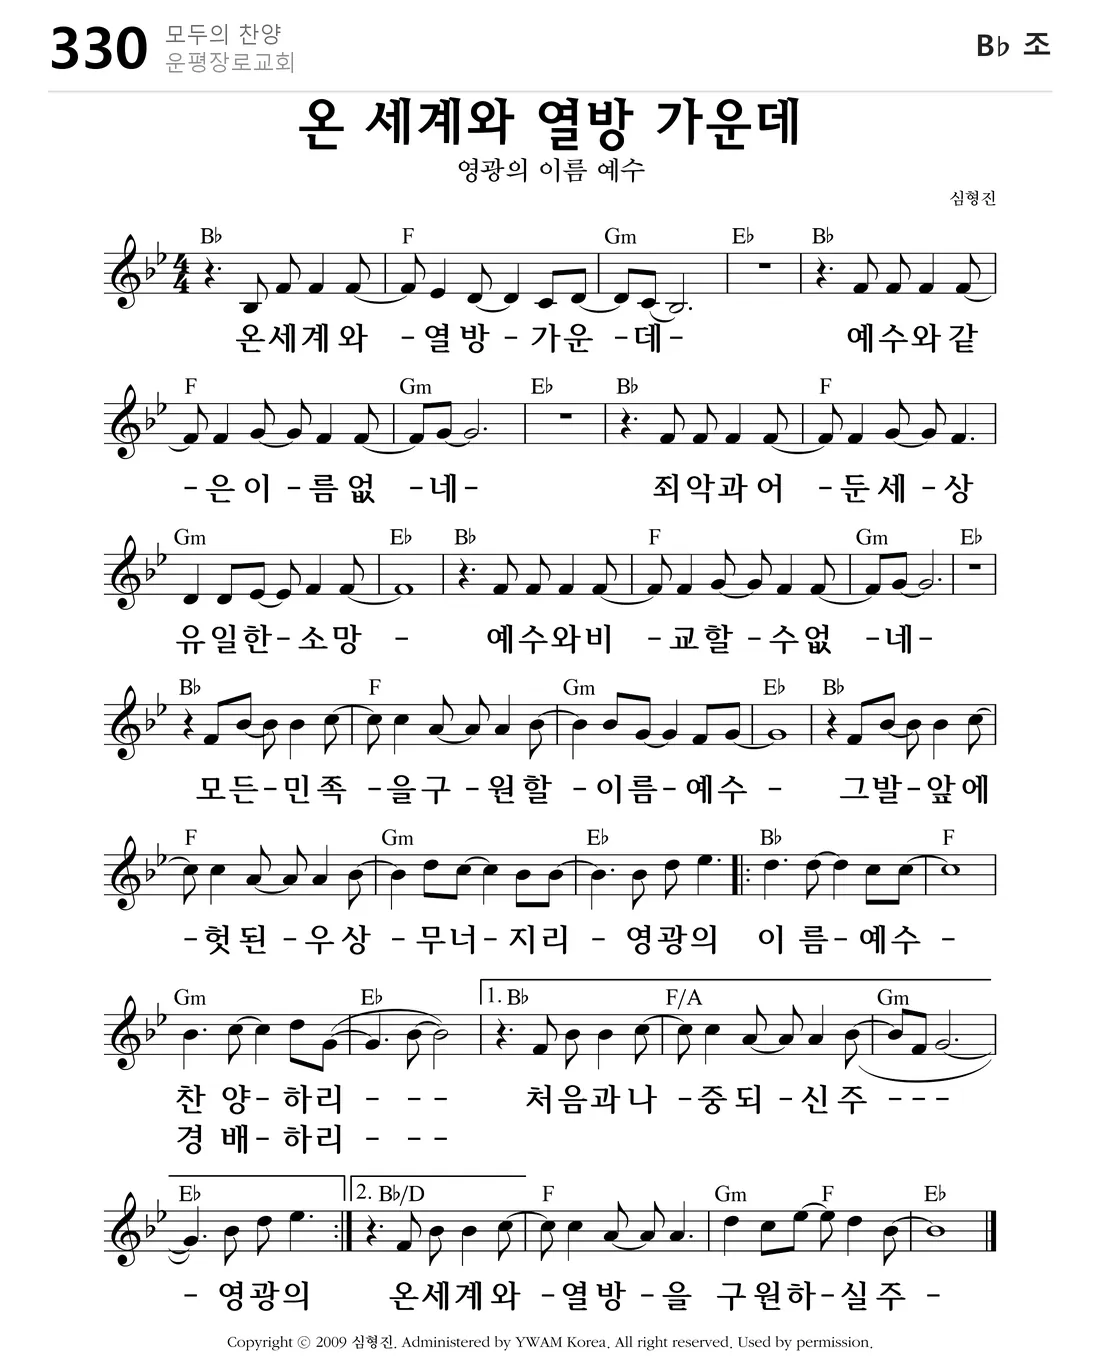 330 모두의 찬양
운평장로교회
B♭ 조
온 세계와 열방 가운데
영광의 이름 예수
심형진
B♭ F Gm E♭ B♭
온세계와 -열방- 가운 -데- 예수와같
F Gm E♭ B♭ F
-은이 -름없 -네- 죄악과어 -둔세-상
Gm E♭ B♭ F Gm E♭
유일한-소망 - 예수와비 -교할-수없 -네-
B♭ F Gm E♭ B♭
모든-민족 -을구-원할 -이름-예수 - 그발-앞에
F Gm E♭ B♭ F
-헛된 -우상 -무너-지리 - 영광의 이름-예수 -
Gm E♭ 1. B♭ F/A Gm
찬양-하리 - -- 처음과나 -중되-신주 ---
경배-하리 - --
E♭ 2. B♭/D F Gm F E♭
- 영광의 온세계와 -열방-을 구원하-실주 -
Copyright ⓒ 2009 심형진. Administered by YWAM Korea. All right reserved. Used by permission.